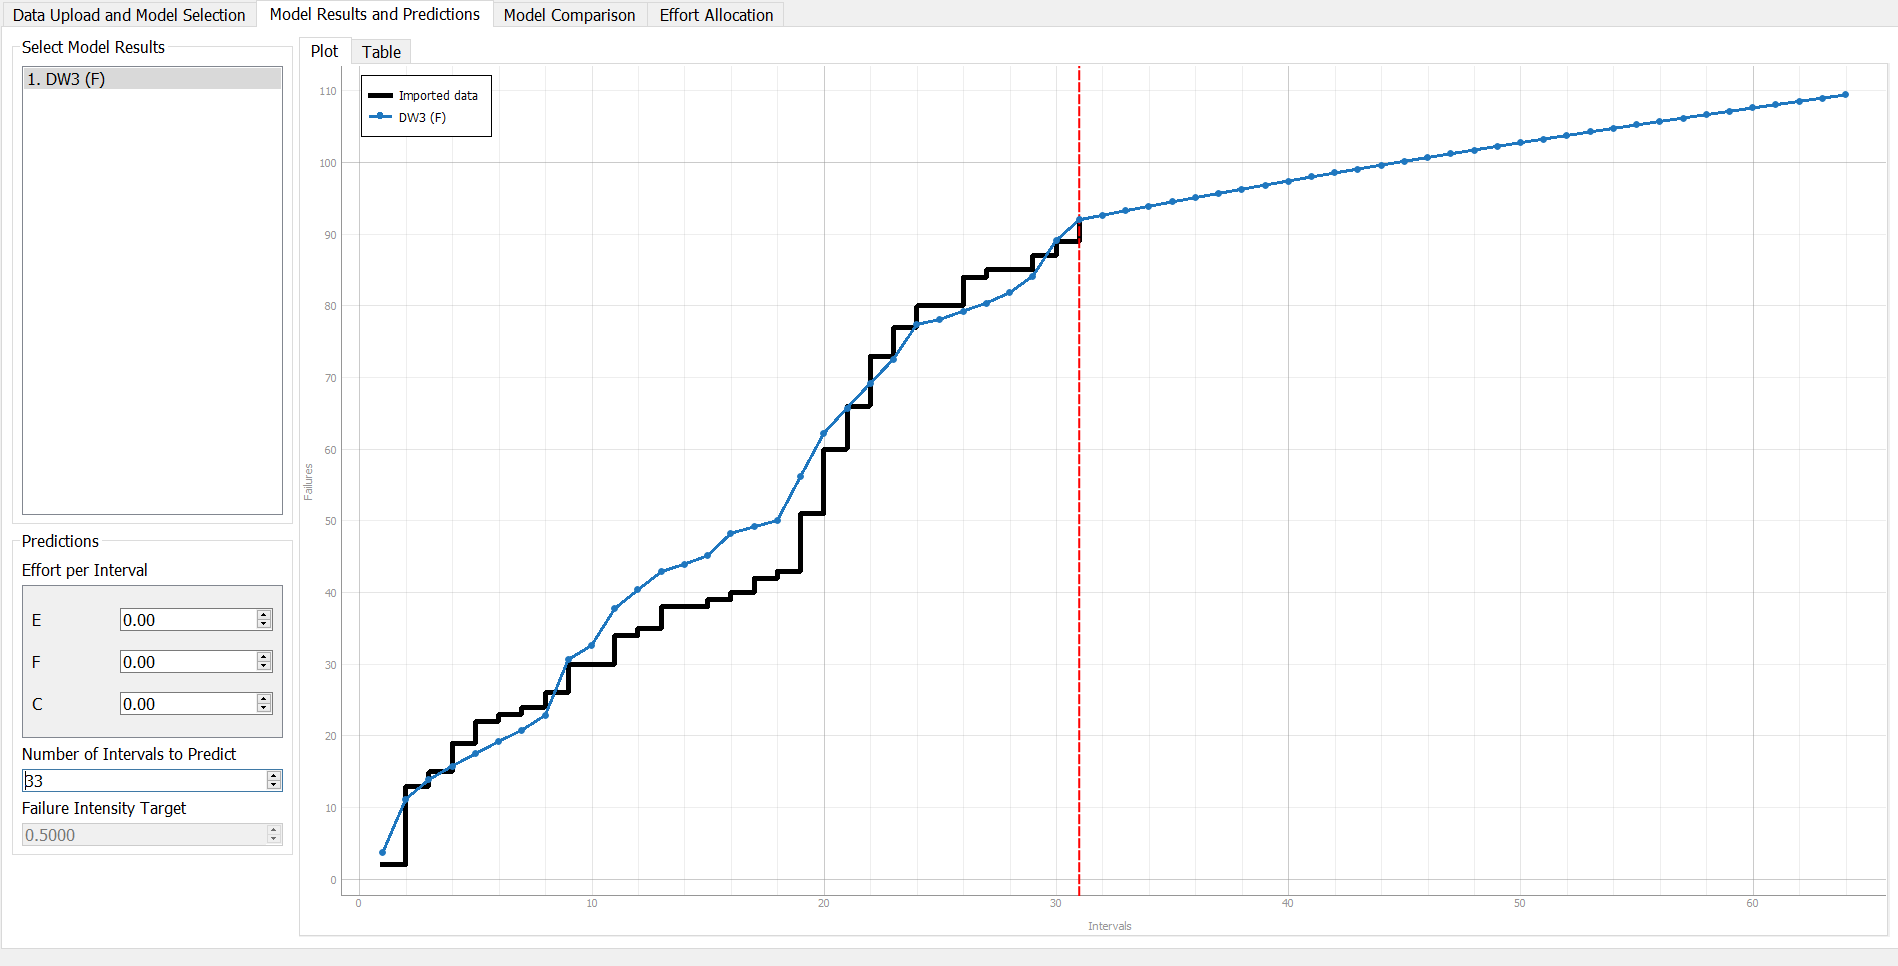 Data Upload and Model Selection
Model Results and Predictions
Model Comparison
Effort Allocation
Select Model Results
1. DW3 (F)
Predictions
Effort per Interval
E
0.00
F
0.00
C
0.00
Number of Intervals to Predict
33
Failure Intensity Target
0.5000
Plot
Table
Imported data
DW3 (F)
110
100
90
80
70
60
50
40
30
20
10
0
Failures
0
10
20
30
40
50
60
Intervals